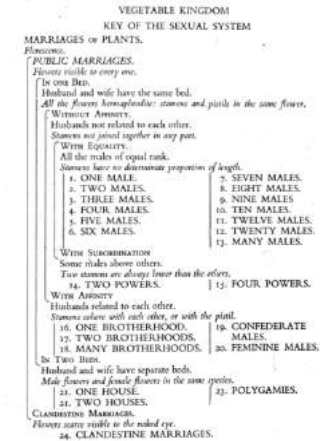 VEGETABLE KINGDOM
KEY OF THE SEXUAL SYSTEM
MARRIAGES OF PLANTS.
Florescence.
PUBLIC MARRIAGES.
Flowers visible to every one.
IN ONE BED.
Husband and wife have the same bed.
All the flowers hermaphrodite: stamens and pistils in the same flower.
WITHOUT AFFINITY.
Husbands not related to each other.
Stamens not joined together in any part.
WITH EQUALITY.
All the males of equal rank.
Stamens have no determinate proportion of length.
1. ONE MALE.
2. TWO MALES.
3. THREE MALES.
4. FOUR MALES.
5. FIVE MALES.
6. SIX MALES.
7. SEVEN MALES.
8. EIGHT MALES.
9. NINE MALES
10. TEN MALES.
11. TWELVE MALES.
12. TWENTY MALES.
13. MANY MALES.
WITH SUBORDINATION
Some males above others.
Two stamens are always lower than the others.
14. TWO POWERS.
15. FOUR POWERS.
WITH AFFINITY
Husbands related to each other.
Stamens cohere with each other, or with the pistil.
16. ONE BROTHERHOOD.
17. TWO BROTHERHOODS.
18. MANY BROTHERHOODS.
19. CONFEDERATE
MALES.
20. FEMININE MALES.
IN TWO BEDS.
Husband and wife have separate beds.
Male flowers and female flowers in the same species.
21. ONE HOUSE.
22. TWO HOUSES.
23. POLYGAMIES.
CLANDESTINE MARRIAGES.
Flowers scarce visible to the naked eye.
24. CLANDESTINE MARRIAGES.